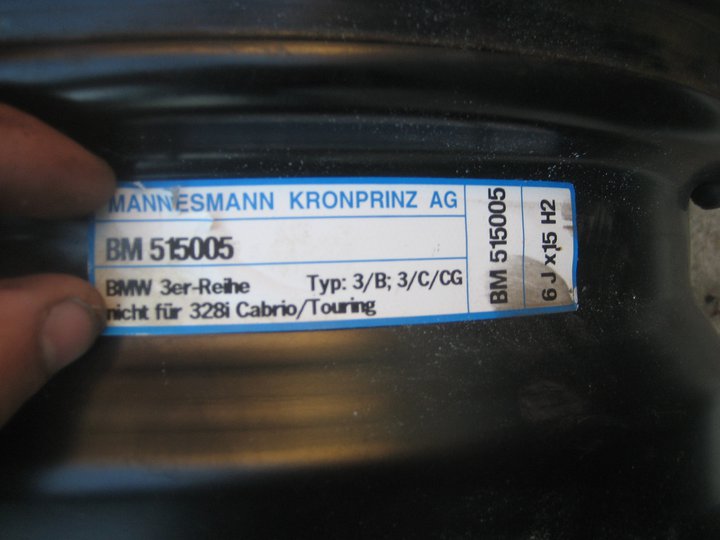 MANNESMANN KRONPRINZ AG
BM 515005
BMW 3er-Reihe Typ: 3/B; 3/C/CG
nicht für 328i Cabrio/Touring
BM 515005
6 J x 15 H2